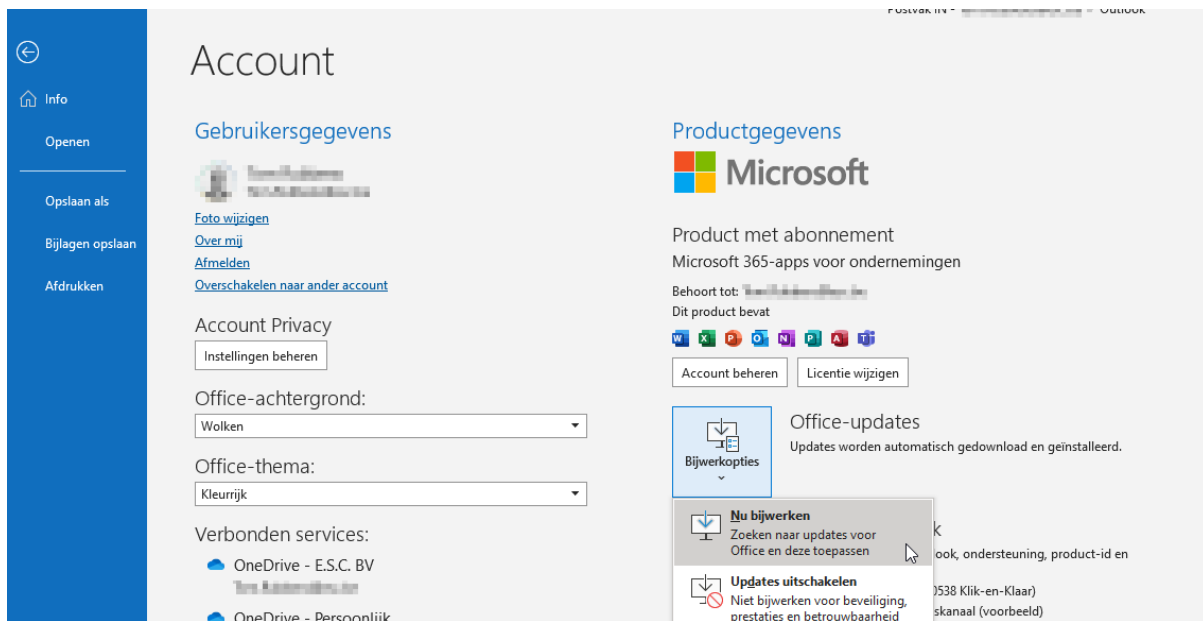 Postvak IN - - Outlook
Account
Info
Openen
Opslaan als
Bijlagen opslaan
Afdrukken
Gebruikersgegevens
Foto wijzigen
Over mij
Afmelden
Overschakelen naar ander account
Account Privacy
Instellingen beheren
Office-achtergrond:
Wolken
Office-thema:
Kleurrijk
Verbonden services:
OneDrive - E.S.C. BV
OneDrive - Persoonlijk
Productgegevens
Microsoft
Product met abonnement
Microsoft 365-apps voor ondernemingen
Behoort tot:
Dit product bevat
Account beheren
Licentie wijzigen
Bijwerkopties
Office-updates
Updates worden automatisch gedownload en geïnstalleerd.
Nu bijwerken
Zoeken naar updates voor
Office en deze toepassen
Updates uitschakelen
Niet bijwerken voor beveiliging,
prestaties en betrouwbaarheid
k
ook, ondersteuning, product-id en
0538 Klik-en-Klaar)
skanaal (voorbeeld)